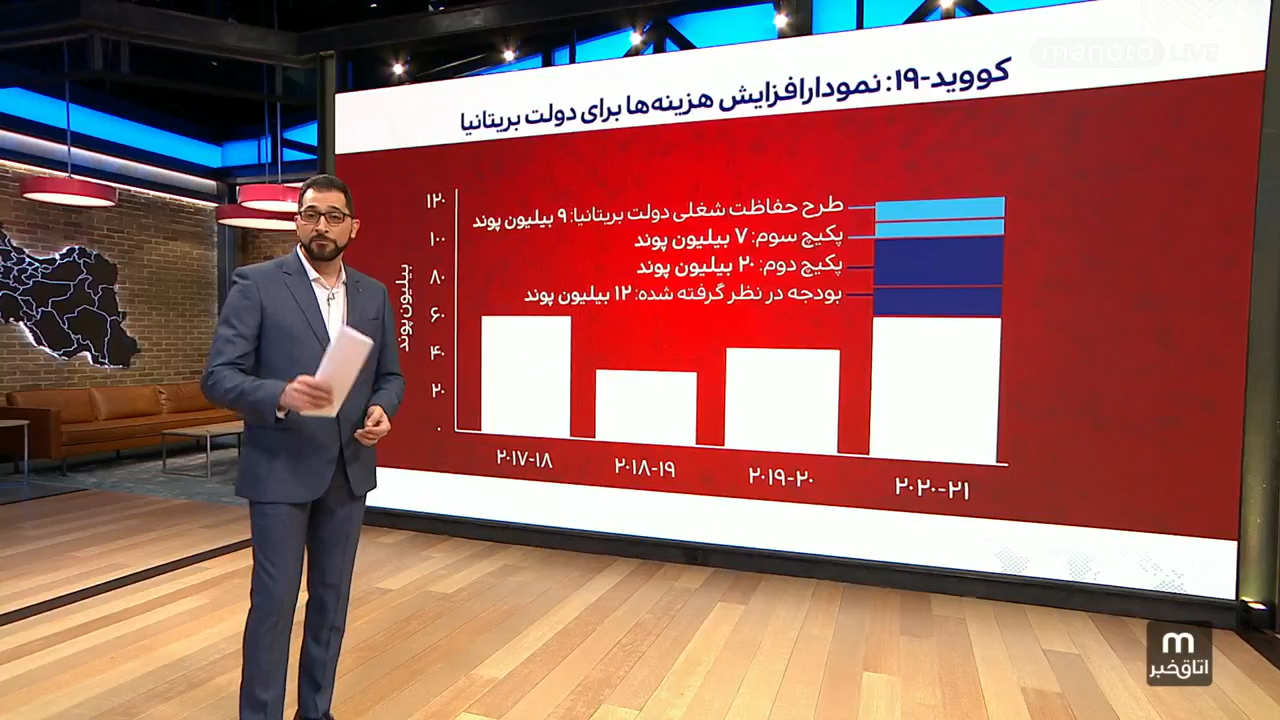 manoto LIVE
کووید-۱۹: نمودارافزایش هزینه‌ها برای دولت بریتانیا
طرح حفاظت شغلی دولت بریتانیا: ۹ بیلیون پوند
پکیج سوم: ۷ بیلیون پوند
پکیج دوم: ۲۰ بیلیون پوند
بودجه در نظر گرفته شده: ۱۲ بیلیون پوند
بیلیون پوند
۱۲۰
۱۰۰
۸۰
۶۰
۴۰
۲۰
۰
۲۰۱۷-۱۸
۲۰۱۸-۱۹
۲۰۱۹-۲۰
۲۰۲۰-۲۱
m
اتاق خبر